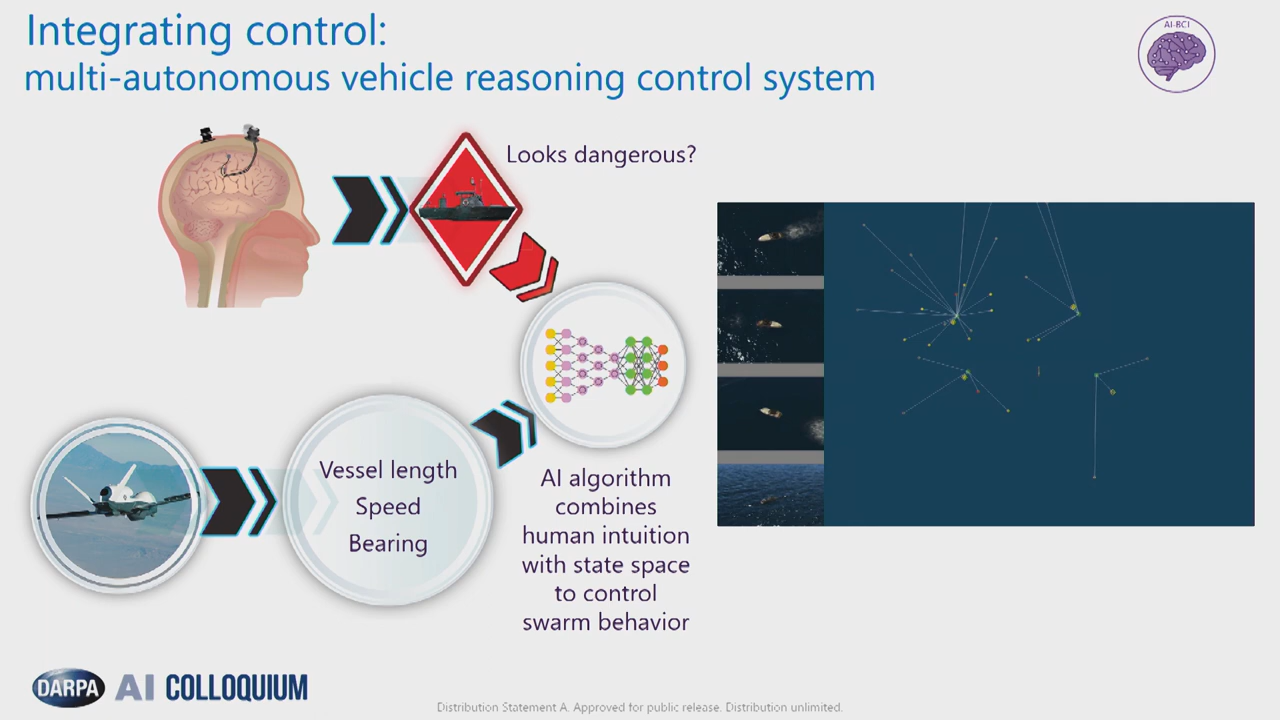 Integrating control:
multi-autonomous vehicle reasoning control system
AI-BCI
Looks dangerous?
Vessel length
Speed
Bearing
AI algorithm
combines
human intuition
with state space
to control
swarm behavior
DARPA AI COLLOQUIUM
Distribution Statement A. Approved for public release. Distribution unlimited.